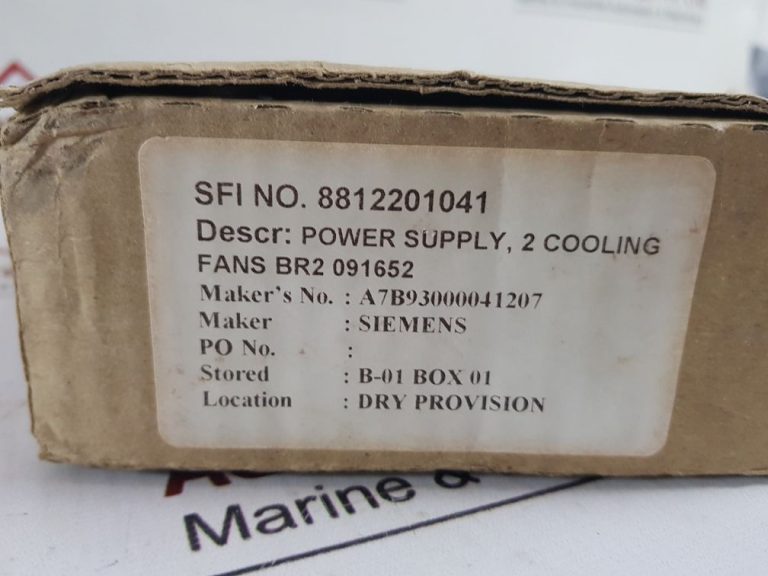 SFI NO. 8812201041
Descr: POWER SUPPLY, 2 COOLING
FANS BR2 091652
Maker's No. : A7B93000041207
Maker : SIEMENS
PO No. :
Stored : B-01 BOX 01
Location : DRY PROVISION
Marine &